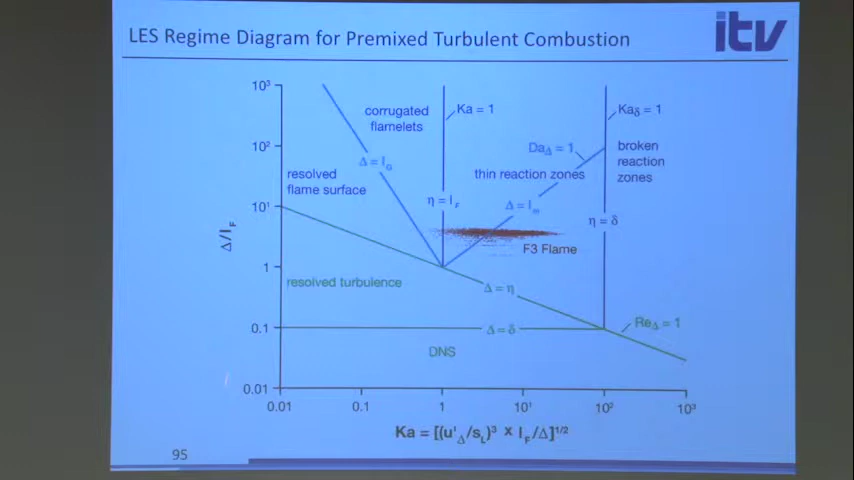 LES Regime Diagram for Premixed Turbulent Combustion
itv
10³
10²
10¹
1
0.1
0.01
Δ/l_F
corrugated
flamelets
Ka = 1
Ka_δ = 1
Δ = l_G
Da_Δ = 1
broken
reaction
zones
resolved
flame surface
thin reaction zones
η = l_F
Δ = l_m
η = δ
F3 Flame
resolved turbulence
Δ = η
Δ = δ
Re_Δ = 1
DNS
0.01
0.1
1
10¹
10²
10³
Ka = [(u'_Δ/s_L)³ x l_F/Δ]^1/2
95